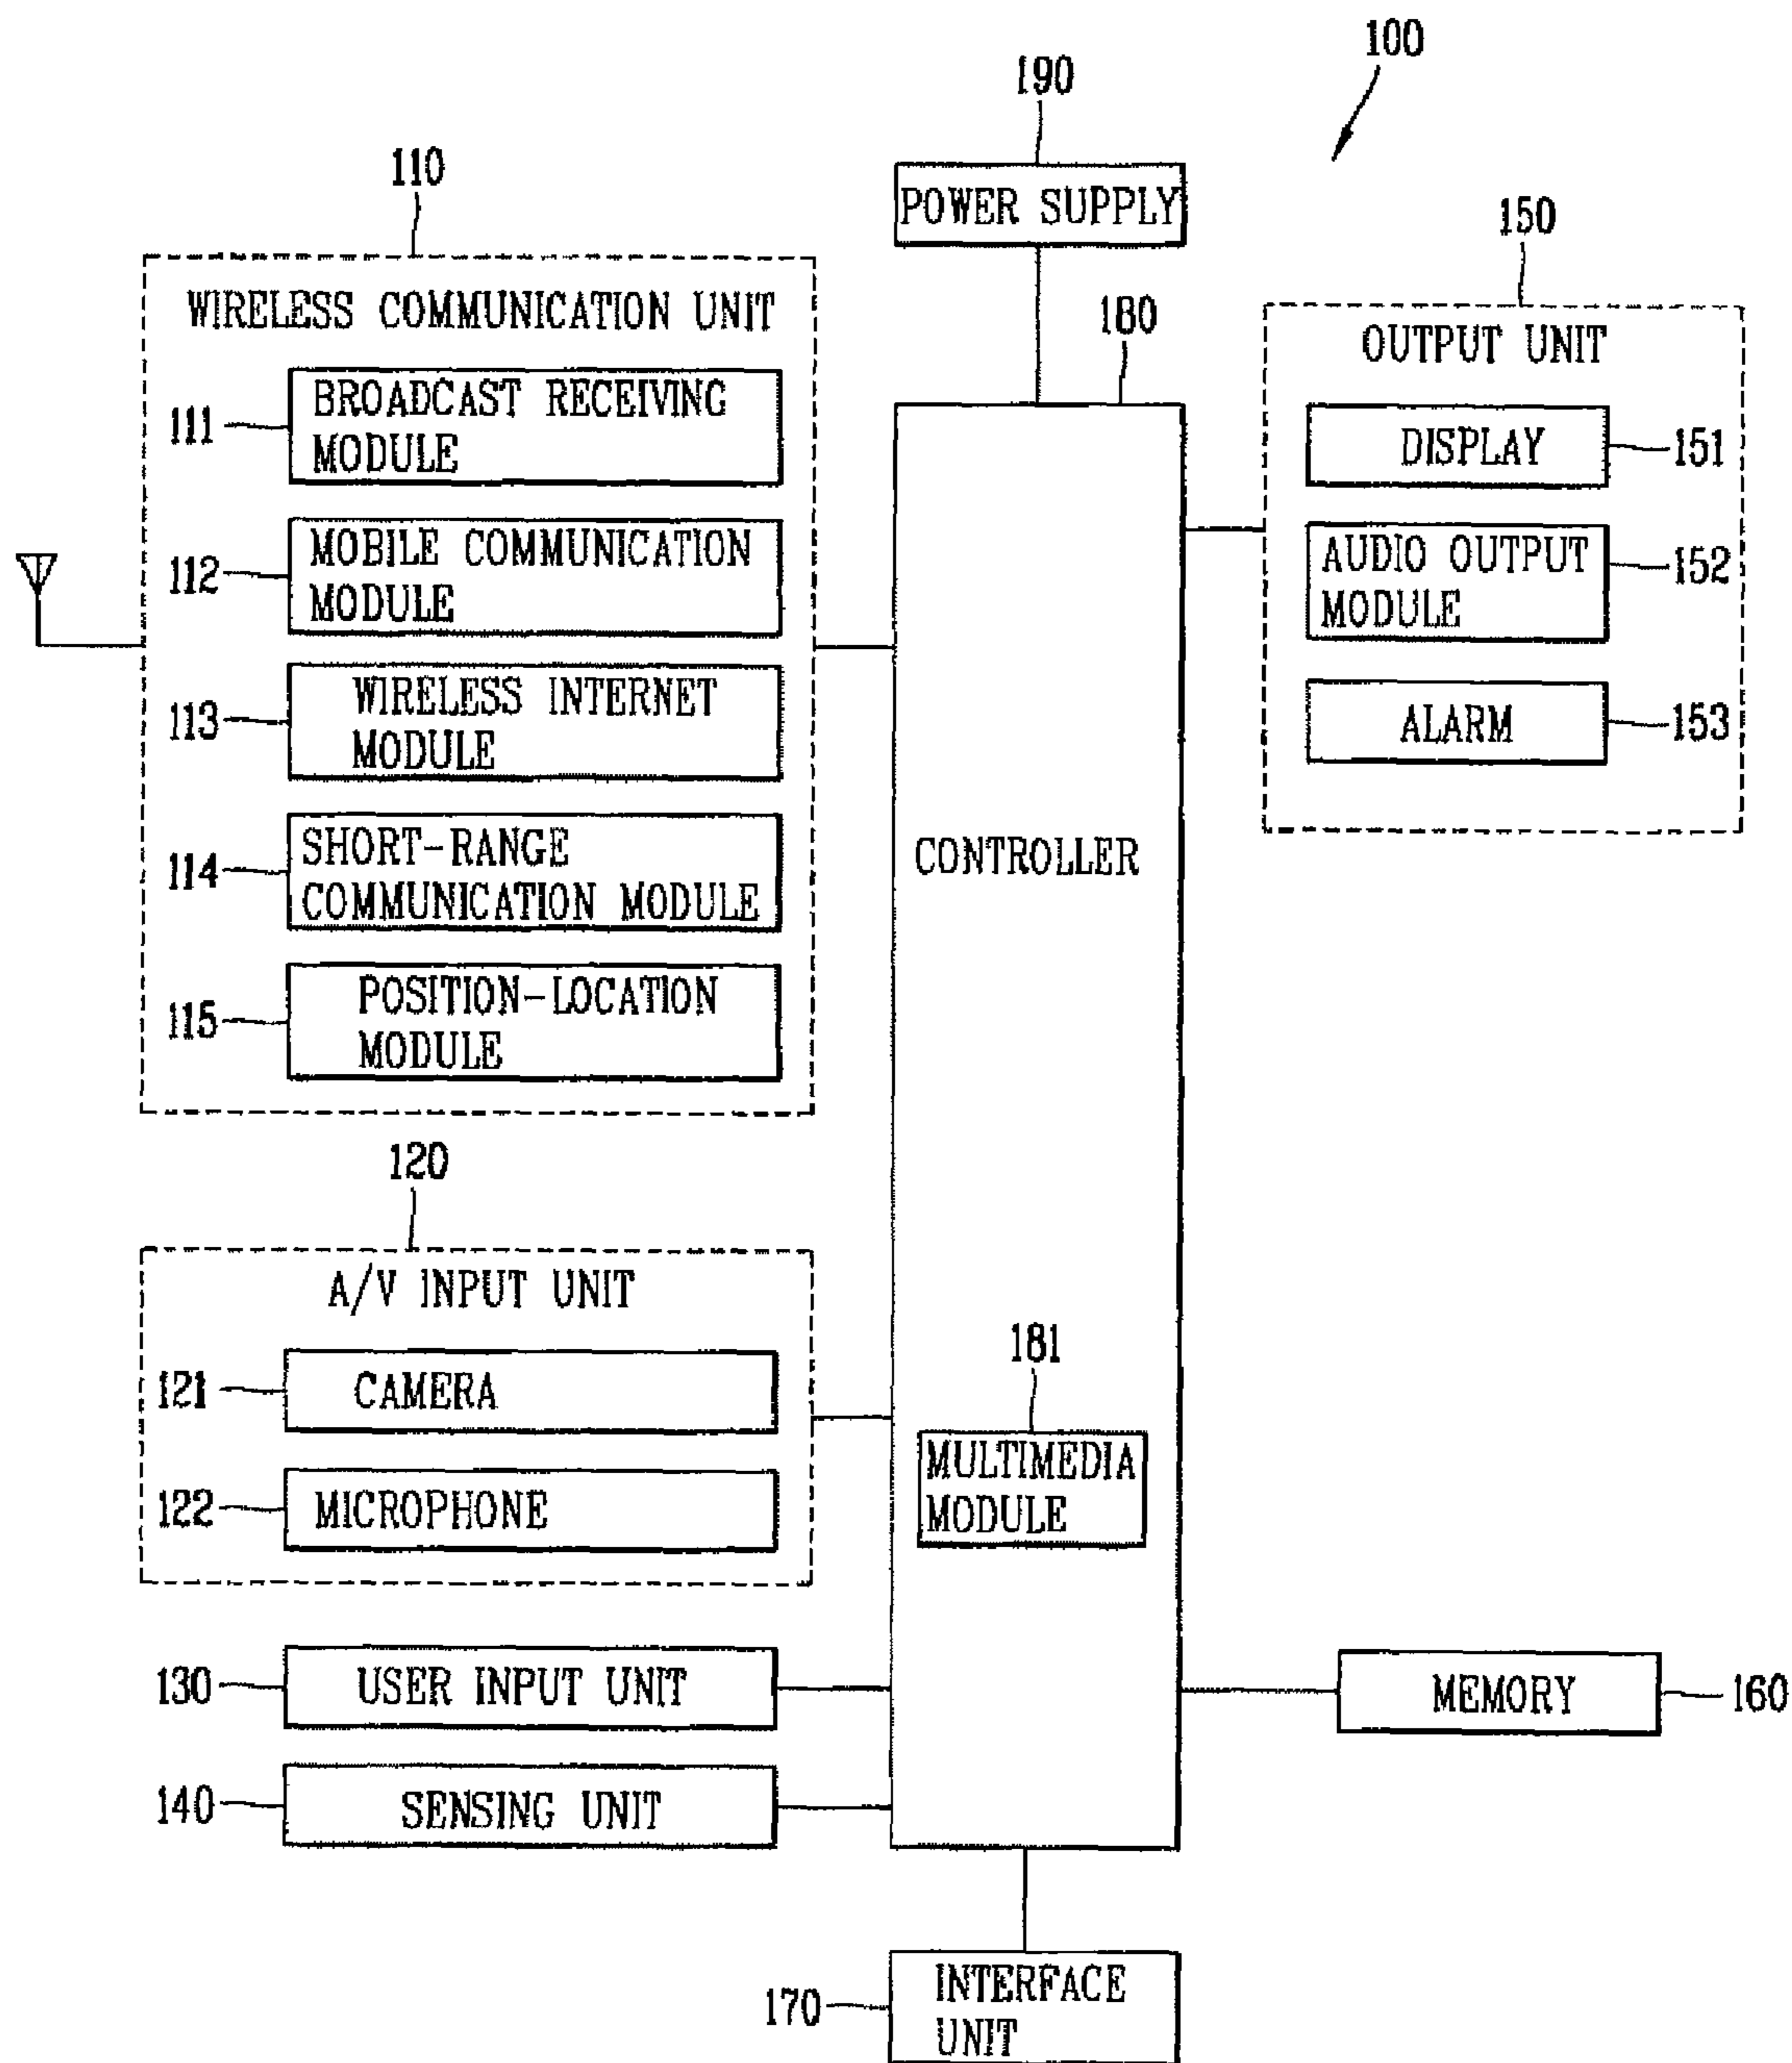 100
190
POWER SUPPLY
110
WIRELESS COMMUNICATION UNIT
111
BROADCAST RECEIVING
MODULE
112
MOBILE COMMUNICATION
MODULE
113
WIRELESS INTERNET
MODULE
114
SHORT-RANGE
COMMUNICATION MODULE
115
POSITION-LOCATION
MODULE
120
A/V INPUT UNIT
121
CAMERA
122
MICROPHONE
130
USER INPUT UNIT
140
SENSING UNIT
180
CONTROLLER
181
MULTIMEDIA
MODULE
150
OUTPUT UNIT
DISPLAY
151
AUDIO OUTPUT
MODULE
152
ALARM
153
MEMORY
160
170
INTERFACE
UNIT